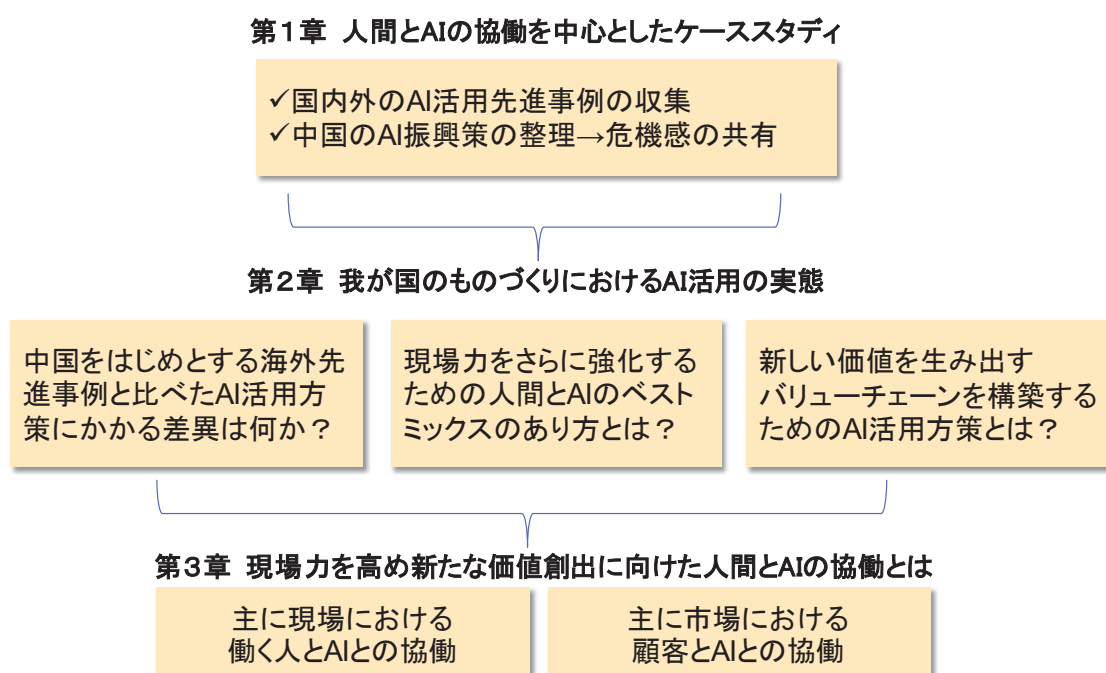 第1章 人間とAIの協働を中心としたケーススタディ
✓国内外のAI活用先進事例の収集
✓中国のAI振興策の整理→危機感の共有
第2章 我が国のものづくりにおけるAI活用の実態
中国をはじめとする海外先
進事例と比べたAI活用方
策にかかる差異は何か？
現場力をさらに強化する
ための人間とAIのベスト
ミックスのあり方とは？
新しい価値を生み出す
バリューチェーンを構築する
ためのAI活用方策とは？
第3章 現場力を高め新たな価値創出に向けた人間とAIの協働とは
主に現場における
働く人とAIとの協働
主に市場における
顧客とAIとの協働